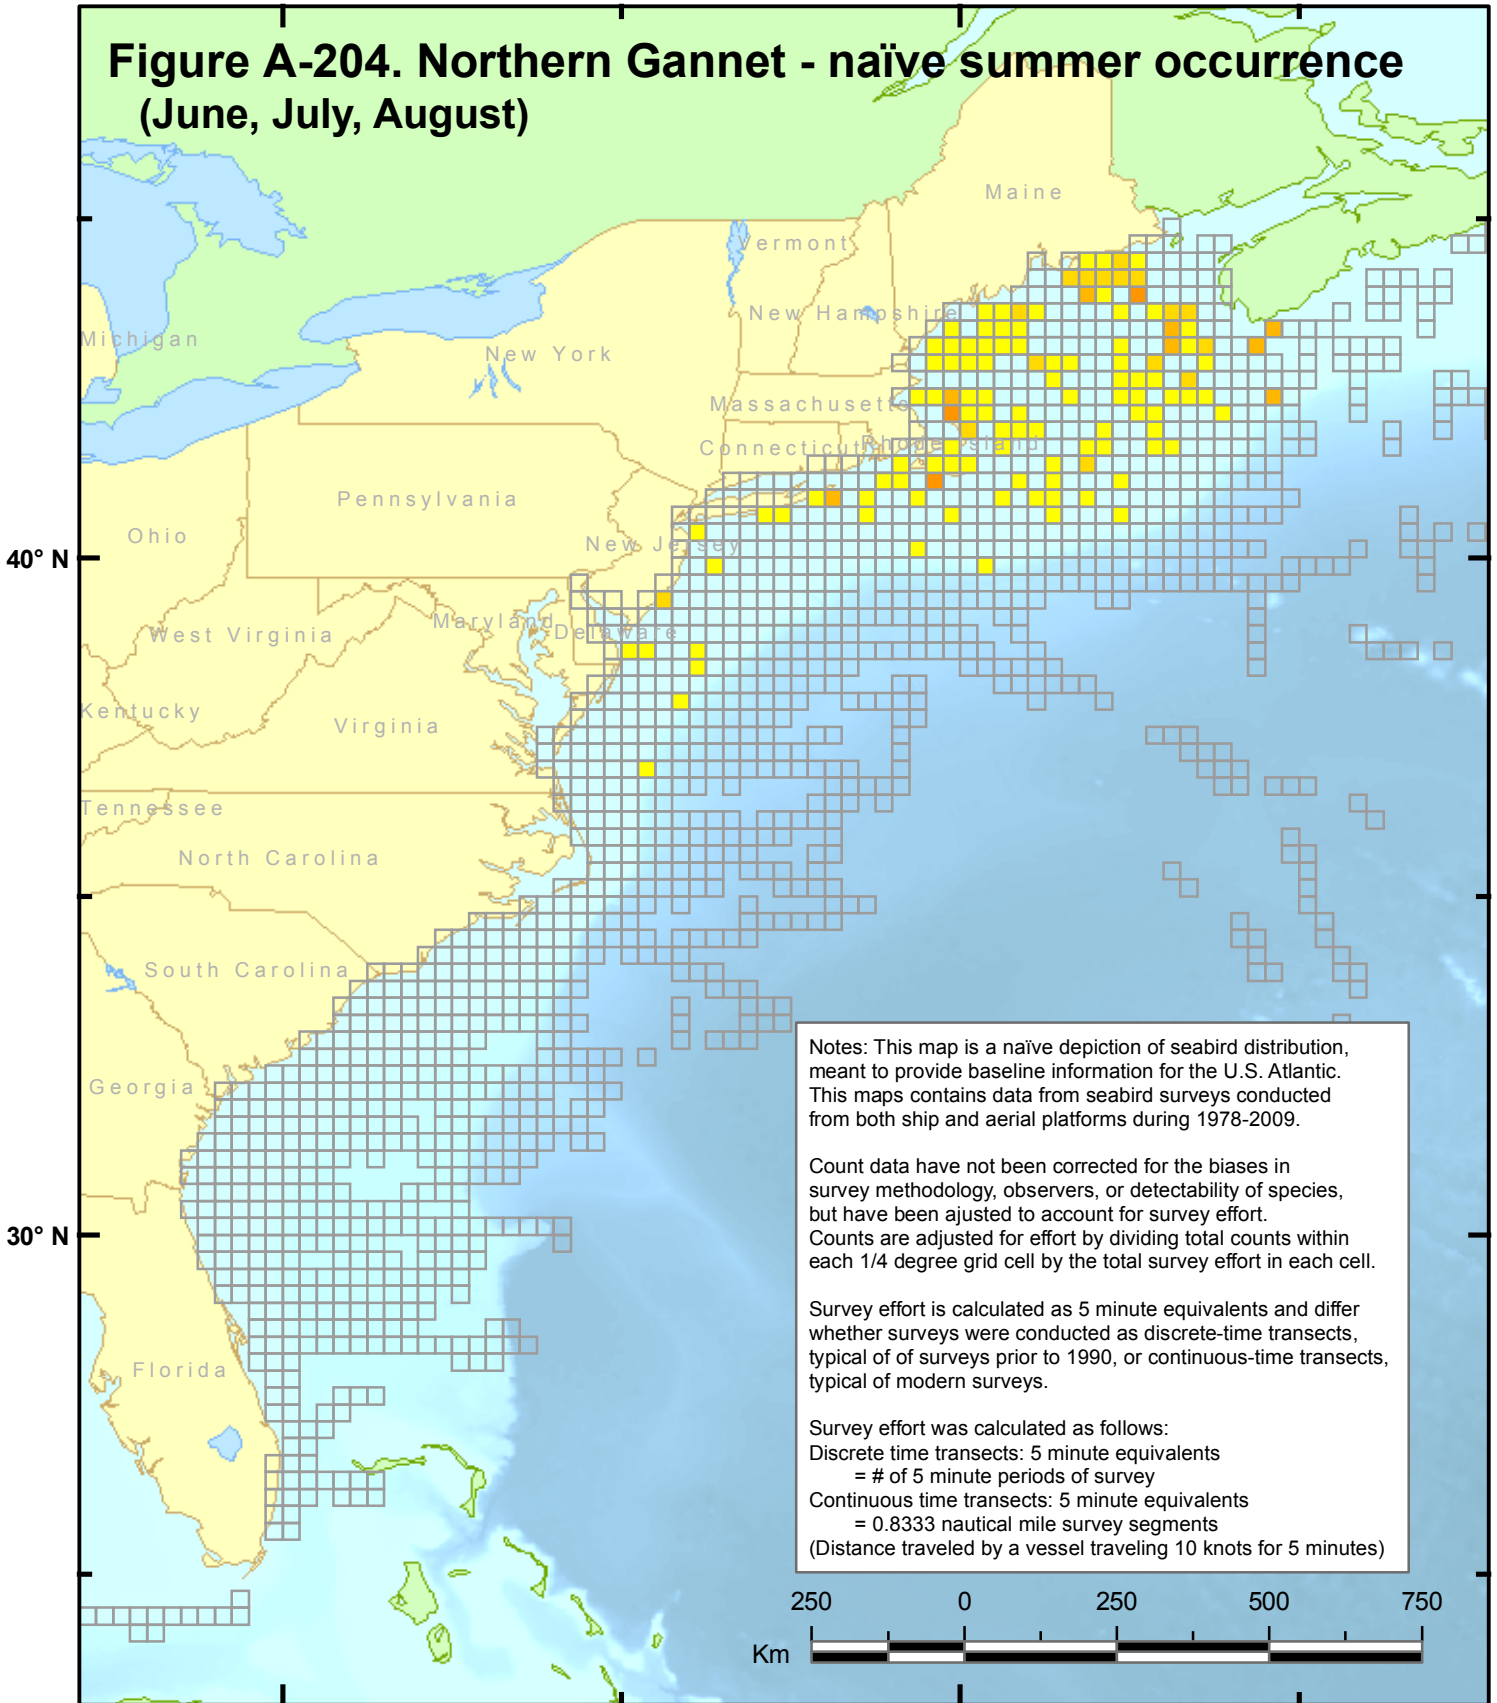 Figure A-204. Northern Gannet - naïve summer occurrence
(June, July, August)
Maine
Vermont
New Hampshire
Michigan
New York
Massachusetts
Connecticut
Rhode Island
Pennsylvania
Ohio
New Jersey
40° N
West Virginia
Maryland
Delaware
Kentucky
Virginia
Tennessee
North Carolina
South Carolina
Georgia
30° N
Florida
Notes: This map is a naïve depiction of seabird distribution,
meant to provide baseline information for the U.S. Atlantic.
This maps contains data from seabird surveys conducted
from both ship and aerial platforms during 1978-2009.
Count data have not been corrected for the biases in
survey methodology, observers, or detectability of species,
but have been ajusted to account for survey effort.
Counts are adjusted for effort by dividing total counts within
each 1/4 degree grid cell by the total survey effort in each cell.
Survey effort is calculated as 5 minute equivalents and differ
whether surveys were conducted as discrete-time transects,
typical of of surveys prior to 1990, or continuous-time transects,
typical of modern surveys.
Survey effort was calculated as follows:
Discrete time transects: 5 minute equivalents
= # of 5 minute periods of survey
Continuous time transects: 5 minute equivalents
= 0.8333 nautical mile survey segments
(Distance traveled by a vessel traveling 10 knots for 5 minutes)
250 0 250 500 750
Km